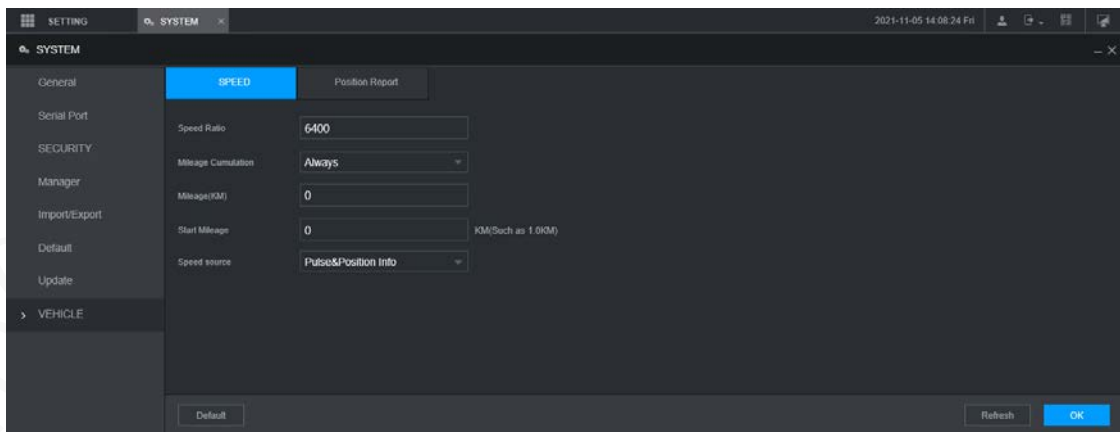 SETTING SYSTEM × 2021-11-05 14:08:24 Fri
SYSTEM
General
Serial Port
SECURITY
Manager
Import/Export
Default
Update
VEHICLE
SPEED Position Report
Speed Ratio 6400
Mileage Cumulation Always
Mileage(KM) 0
Start Mileage 0 KM(Such as 1.0KM)
Speed source Pulse&Position Info
Default Refresh OK